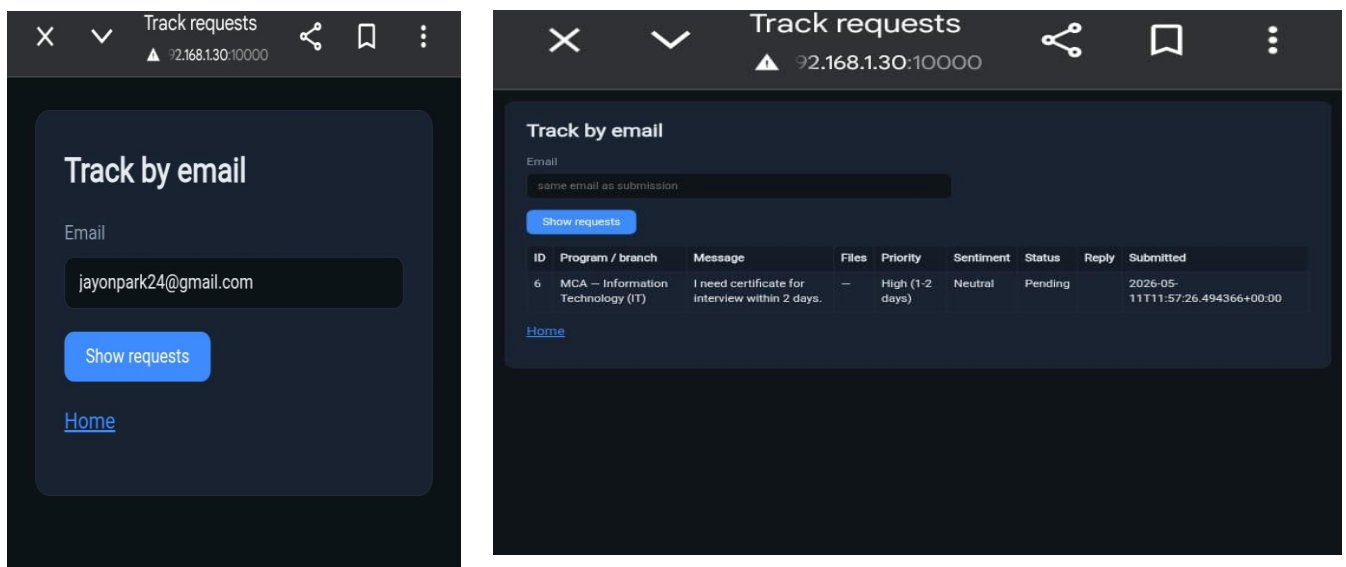 Track requests
92.168.1.30:10000
Track by email
Email
jayonpark24@gmail.com
Show requests
Home
Track requests
92.168.1.30:10000
Track by email
Email
same email as submission
Show requests
ID Program / branch Message Files Priority Sentiment Status Reply Submitted
6 MCA – Information I need certificate for – High (1-2 Neutral Pending 2026-05-
Technology (IT) interview within 2 days. days) 11T11:57:26.494366+00:00
Home